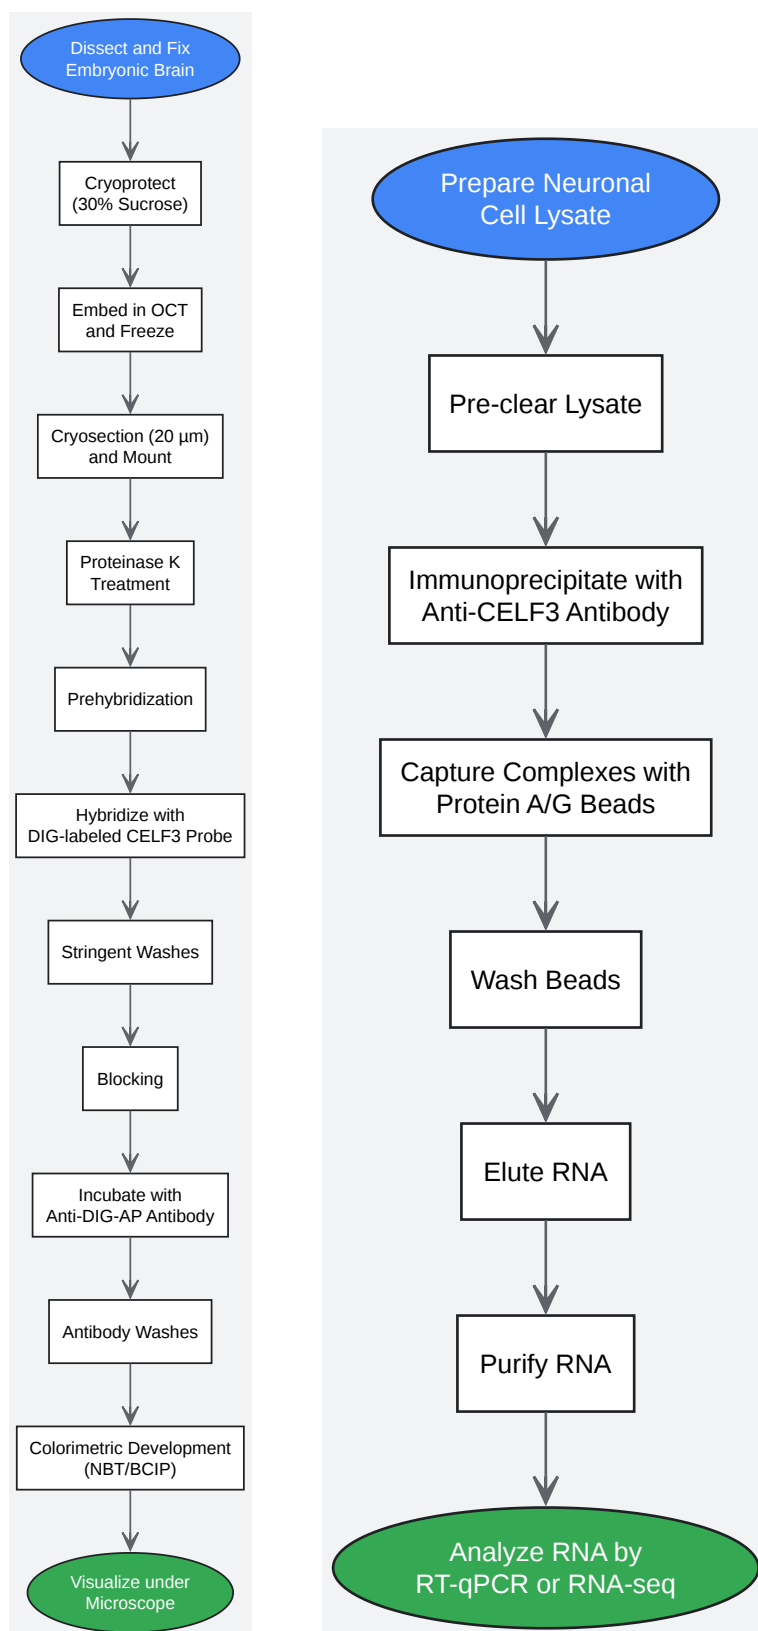 Dissect and Fix
Embryonic Brain
Cryoprotect
(30% Sucrose)
Embed in OCT
and Freeze
Cryosection (20 µm)
and Mount
Proteinase K
Treatment
Prehybridization
Hybridize with
DIG-labeled CELF3 Probe
Stringent Washes
Blocking
Incubate with
Anti-DIG-AP Antibody
Antibody Washes
Colorimetric Development
(NBT/BCIP)
Visualize under
Microscope
Prepare Neuronal
Cell Lysate
Pre-clear Lysate
Immunoprecipitate with
Anti-CELF3 Antibody
Capture Complexes with
Protein A/G Beads
Wash Beads
Elute RNA
Purify RNA
Analyze RNA by
RT-qPCR or RNA-seq